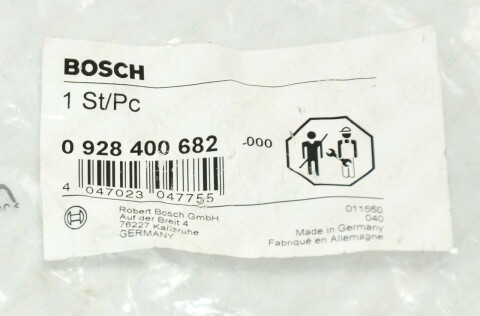 BOSCH
1 St/Pc
0 928 400 682 -000
4 047023 047755
Robert Bosch GmbH
Auf der Breit 4
76227 Karlsruhe
GERMANY
011550
040
Made in Germany
Fabriqué en Allemagne